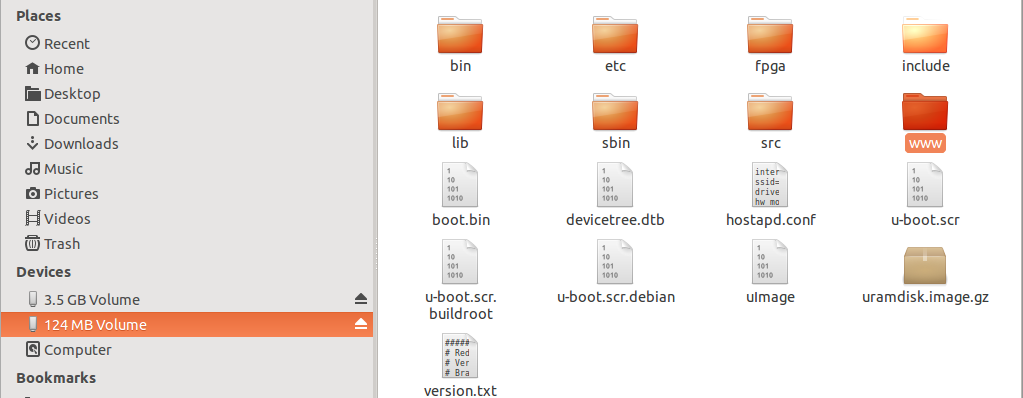 Places
Recent
Home
Desktop
Documents
Downloads
Music
Pictures
Videos
Trash
Devices
3.5 GB Volume
124 MB Volume
Computer
Bookmarks
bin
etc
fpga
include
lib
sbin
src
www
1
10
101
1010
boot.bin
1
10
101
1010
devicetree.dtb
inter
ssid=
drive
hw mo
hostapd.conf
1
10
101
1010
u-boot.scr
1
10
101
1010
u-boot.scr.
buildroot
1
10
101
1010
u-boot.scr.debian
1
10
101
1010
uImage
uramdisk.image.gz
#####
# Red
# Ver
# Bra
version.txt